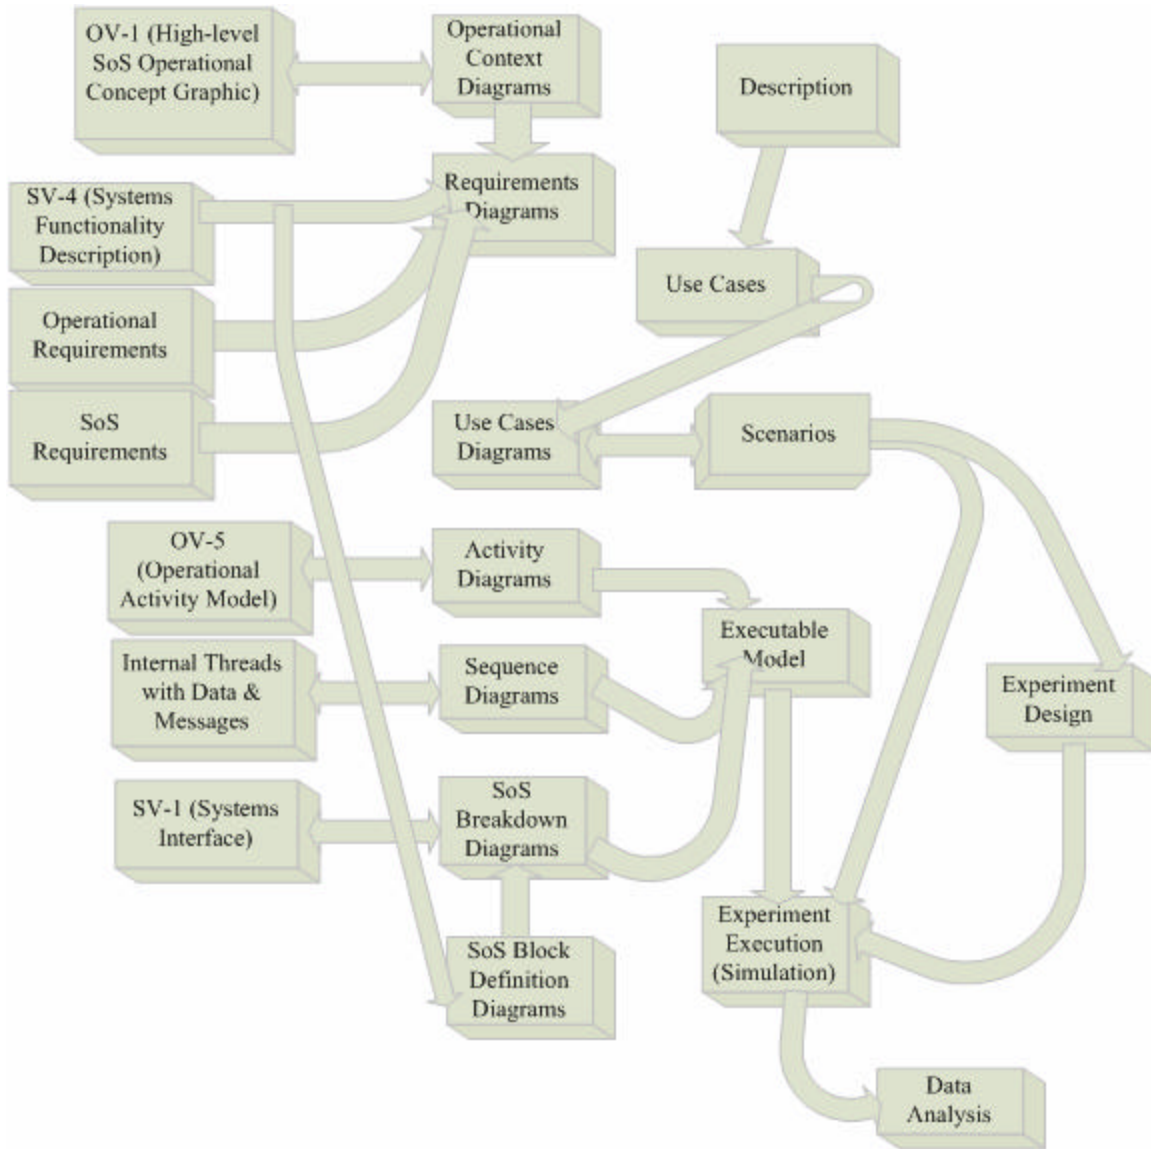 OV-1 (High-level
SoS Operational
Concept Graphic)
Operational
Context
Diagrams
Description
SV-4 (Systems
Functionality
Description)
Requirements
Diagrams
Use Cases
Operational
Requirements
SoS
Requirements
Use Cases
Diagrams
Scenarios
OV-5
(Operational
Activity Model)
Activity
Diagrams
Executable
Model
Internal Threads
with Data &
Messages
Sequence
Diagrams
Experiment
Design
SV-1 (Systems
Interface)
SoS
Breakdown
Diagrams
Experiment
Execution
(Simulation)
SoS Block
Definition
Diagrams
Data
Analysis